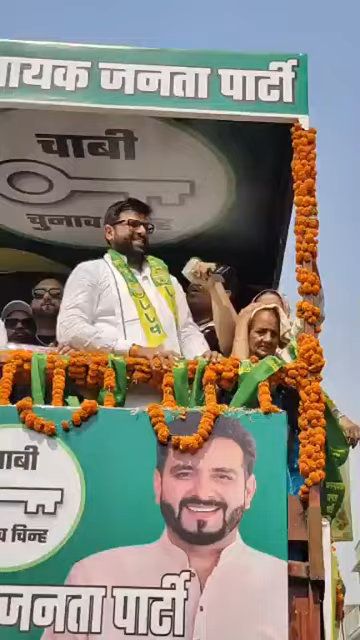 नायक जनता पार्टी
चाबी
चुनाव चिन्ह
चिन्ह
जनता पार्टी